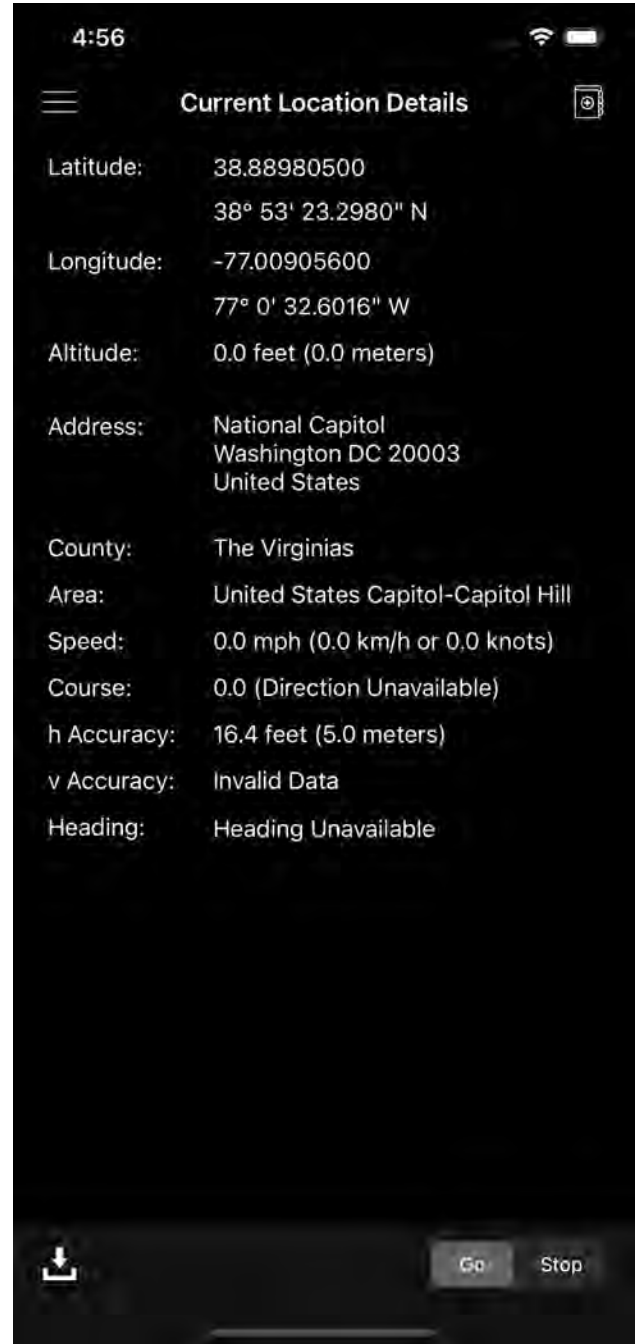 4:56
Current Location Details
Latitude: 38.88980500
38° 53' 23.2980" N
Longitude: -77.00905600
77° 0' 32.6016" W
Altitude: 0.0 feet (0.0 meters)
Address: National Capitol
Washington DC 20003
United States
County: The Virginias
Area: United States Capitol-Capitol Hill
Speed: 0.0 mph (0.0 km/h or 0.0 knots)
Course: 0.0 (Direction Unavailable)
h Accuracy: 16.4 feet (5.0 meters)
v Accuracy: Invalid Data
Heading: Heading Unavailable
Go Stop